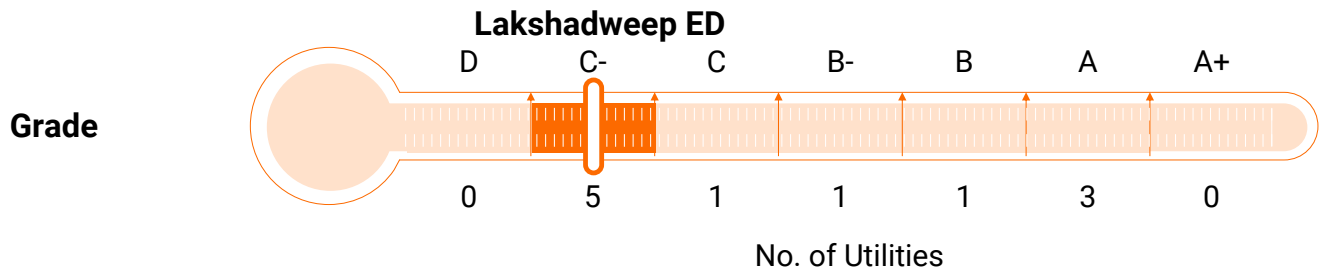 Lakshadweep ED
D C- C B- B A A+
Grade
0 5 1 1 1 3 0
No. of Utilities